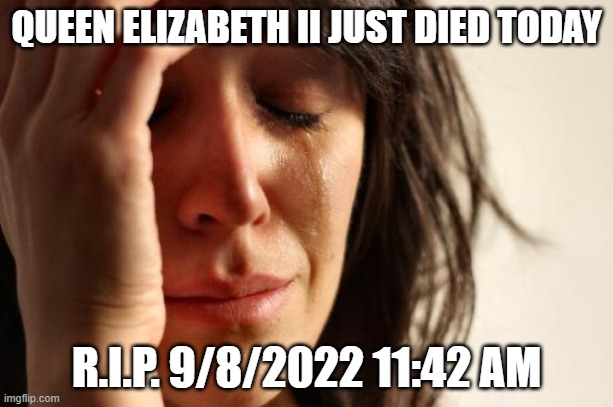 QUEEN ELIZABETH II JUST DIED TODAY
R.I.P. 9/8/2022 11:42 AM
imgflip.com